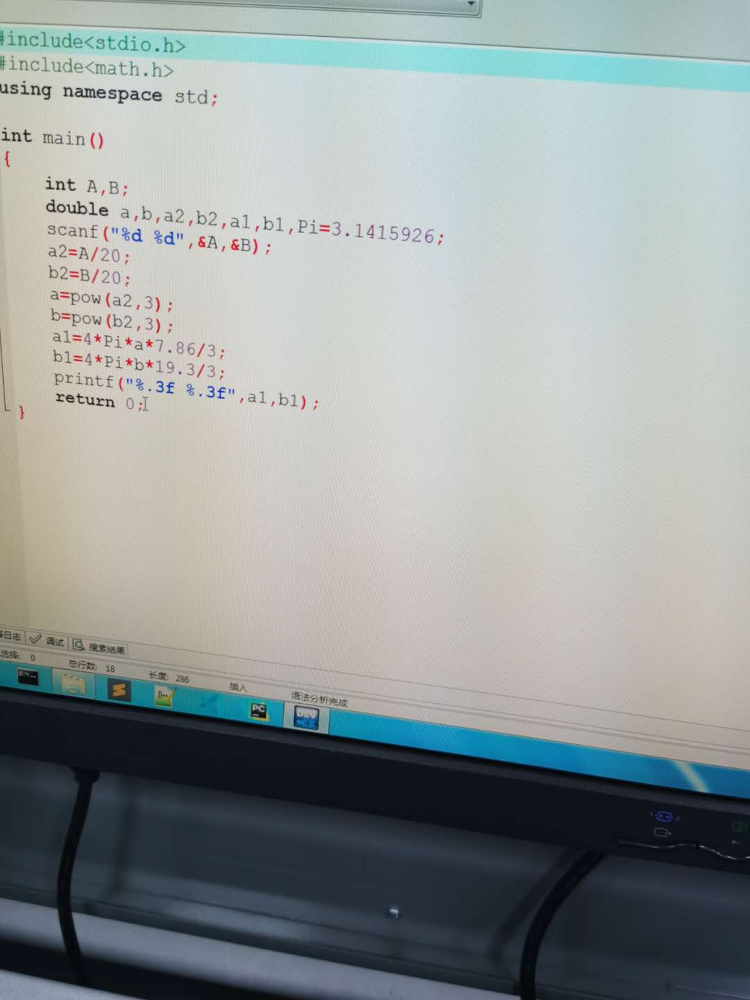 #include<stdio.h>
#include<math.h>
using namespace std;
int main()
{
int A,B;
double a,b,a2,b2,a1,b1,Pi=3.1415926;
scanf("%d %d",&A,&B);
a2=A/20;
b2=B/20;
a=pow(a2,3);
b=pow(b2,3);
a1=4*Pi*a*7.86/3;
b1=4*Pi*b*19.3/3;
printf("%.3f %.3f",a1,b1);
return 0;
}
译日志 调试 搜索结果
选择: 0 总行数: 18 长度: 286 插入 语法分析完成
PC DEV